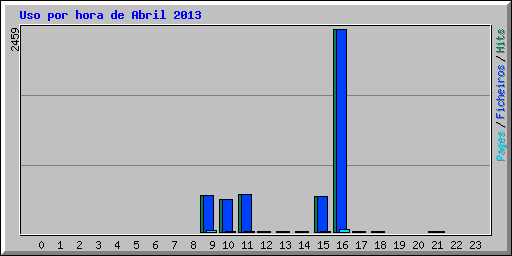 Uso por hora de Abril 2013
2459
Pages / Ficheiros / Hits
0 1 2 3 4 5 6 7 8 9 10 11 12 13 14 15 16 17 18 19 20 21 22 23